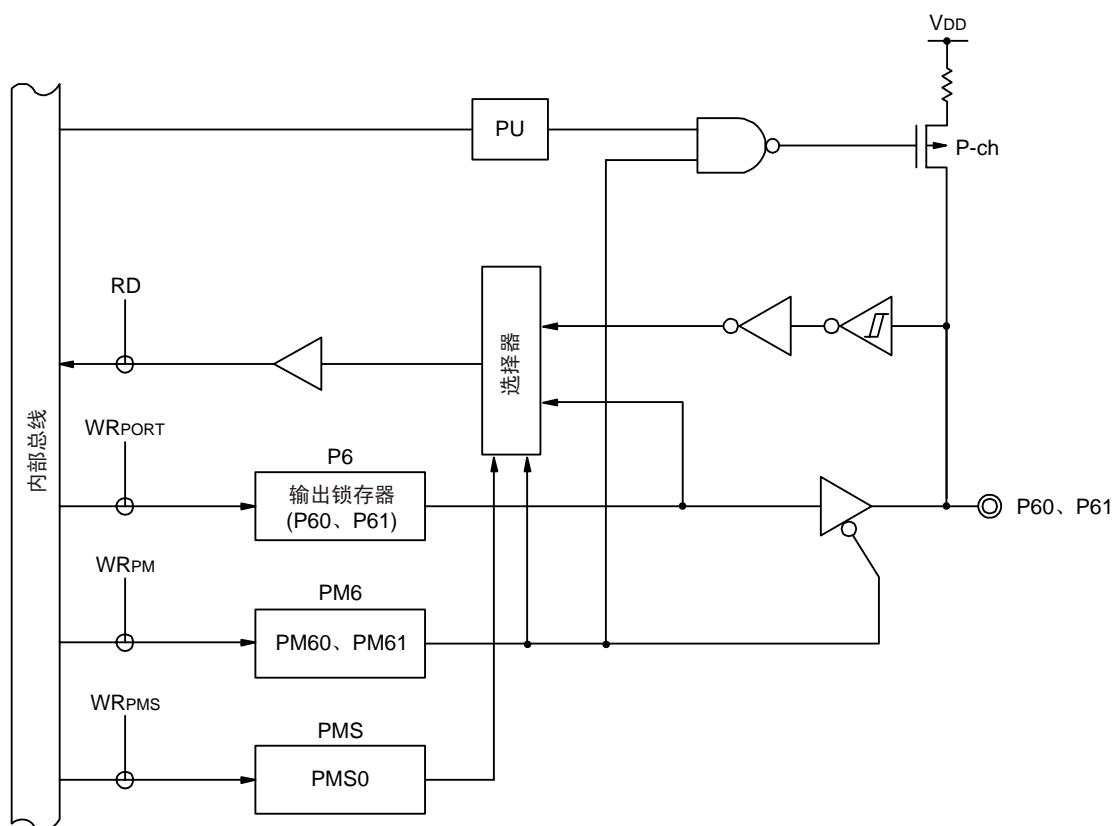 VDD
PU
P-ch
RD
选择器
内部总线
WRPORT
P6
输出锁存器
(P60、P61)
P60、P61
WRPM
PM6
PM60、PM61
WRPMS
PMS
PMS0